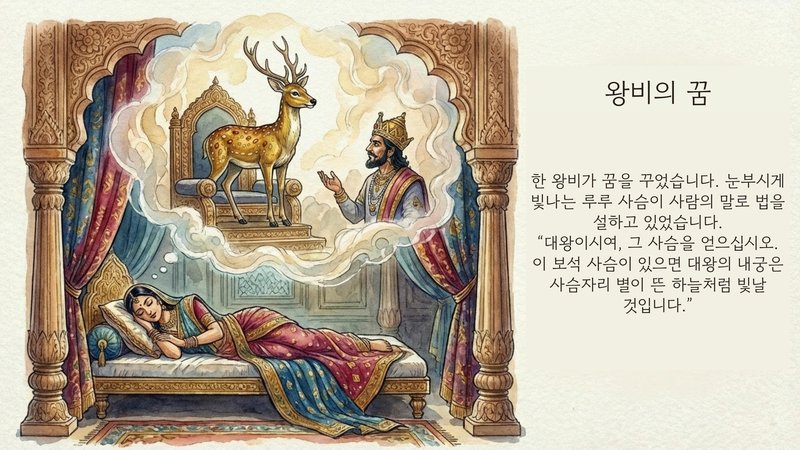 왕비의 꿈
한 왕비가 꿈을 꾸었습니다. 눈부시게
빛나는 루루 사슴이 사람의 말로 법을
설하고 있었습니다.
“대왕이시여, 그 사슴을 얻으십시오.
이 보석 사슴이 있으면 대왕의 내궁은
사슴자리 별이 뜬 하늘처럼 빛날
것입니다.”